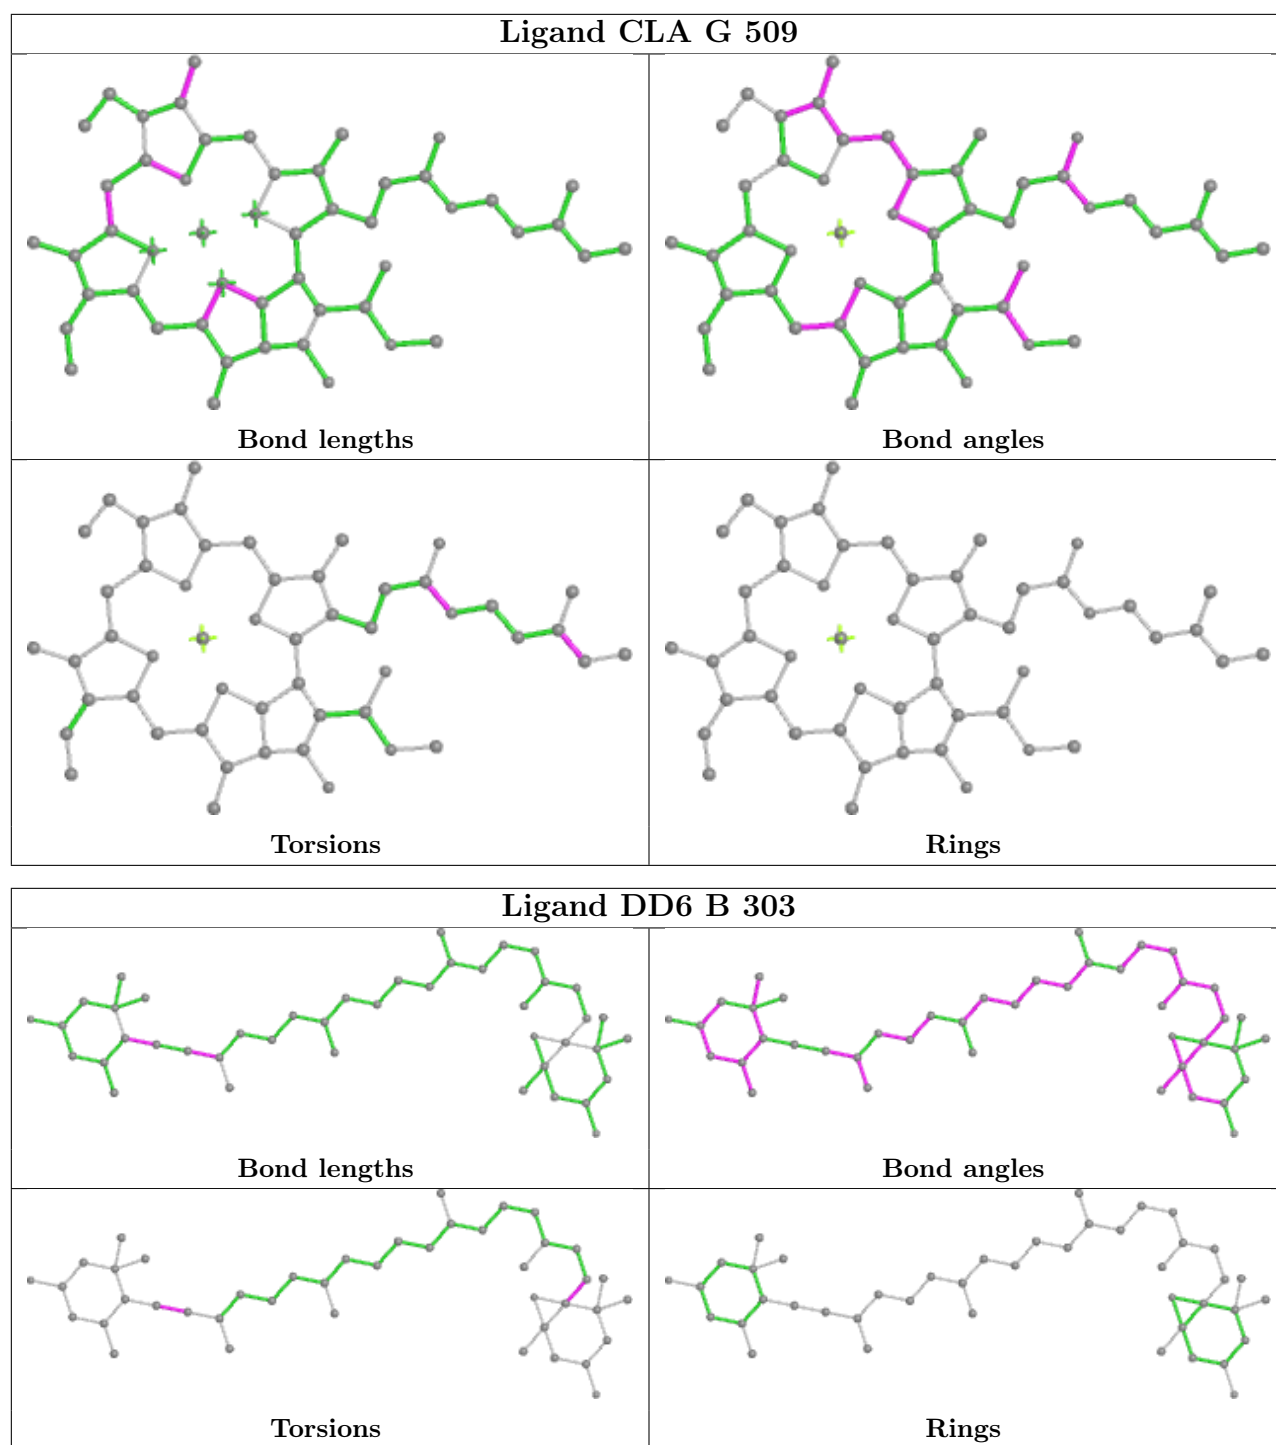 Ligand CLA G 509
Bond lengths
Bond angles
Torsions
Rings
Ligand DD6 B 303
Bond lengths
Bond angles
Torsions
Rings